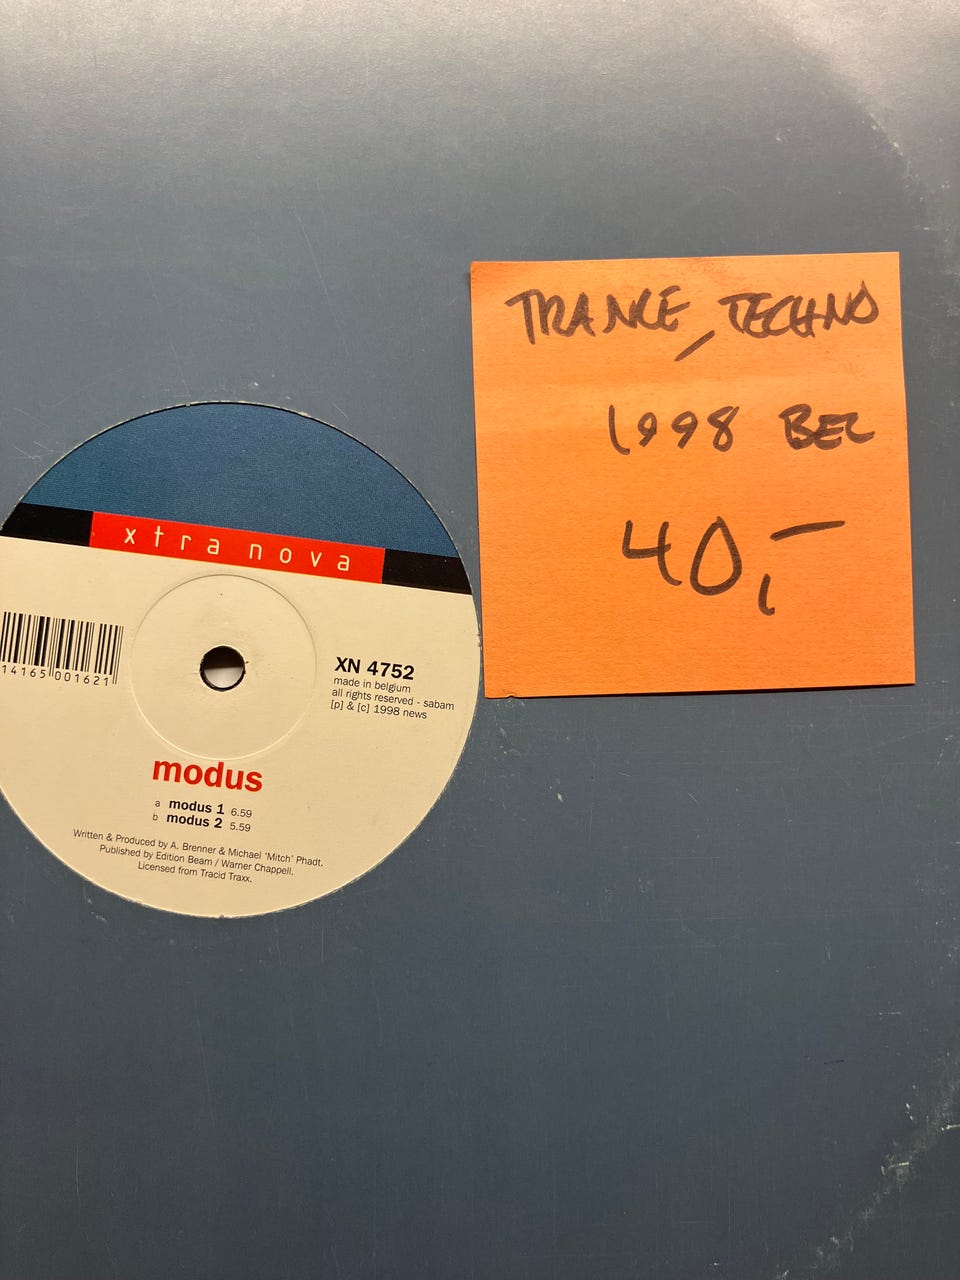 TRANCE, TECHNO
1998 BEL
40,-
xtra nova
14165 001621
XN 4752
made in belgium
all rights reserved - sabam
[p] & [c] 1998 news
modus
a modus 1 6.59
b modus 2 5.59
Written & Produced by A. Brenner & Michael 'Mitch' Phadt.
Published by Edition Beam / Warner Chappell.
Licensed from Tracid Traxx.